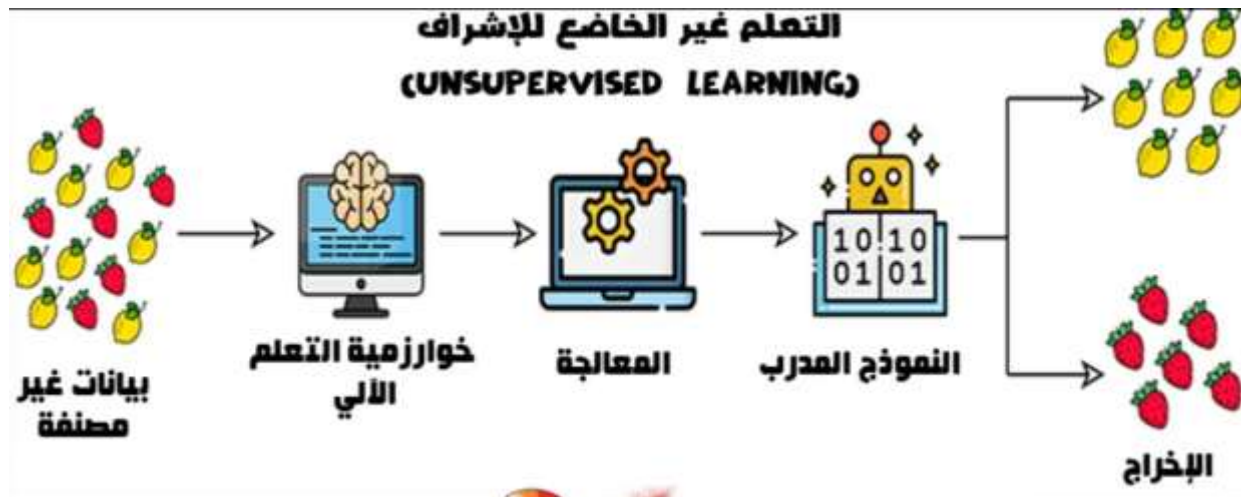 التعلم غير الخاضع للإشراف
(UNSUPERVISED LEARNING)
بيانات غير
مصنفة
خوارزمية التعلم
الآلي
المعالجة
10 10
01 01
النموذج المدرب
الإخراج